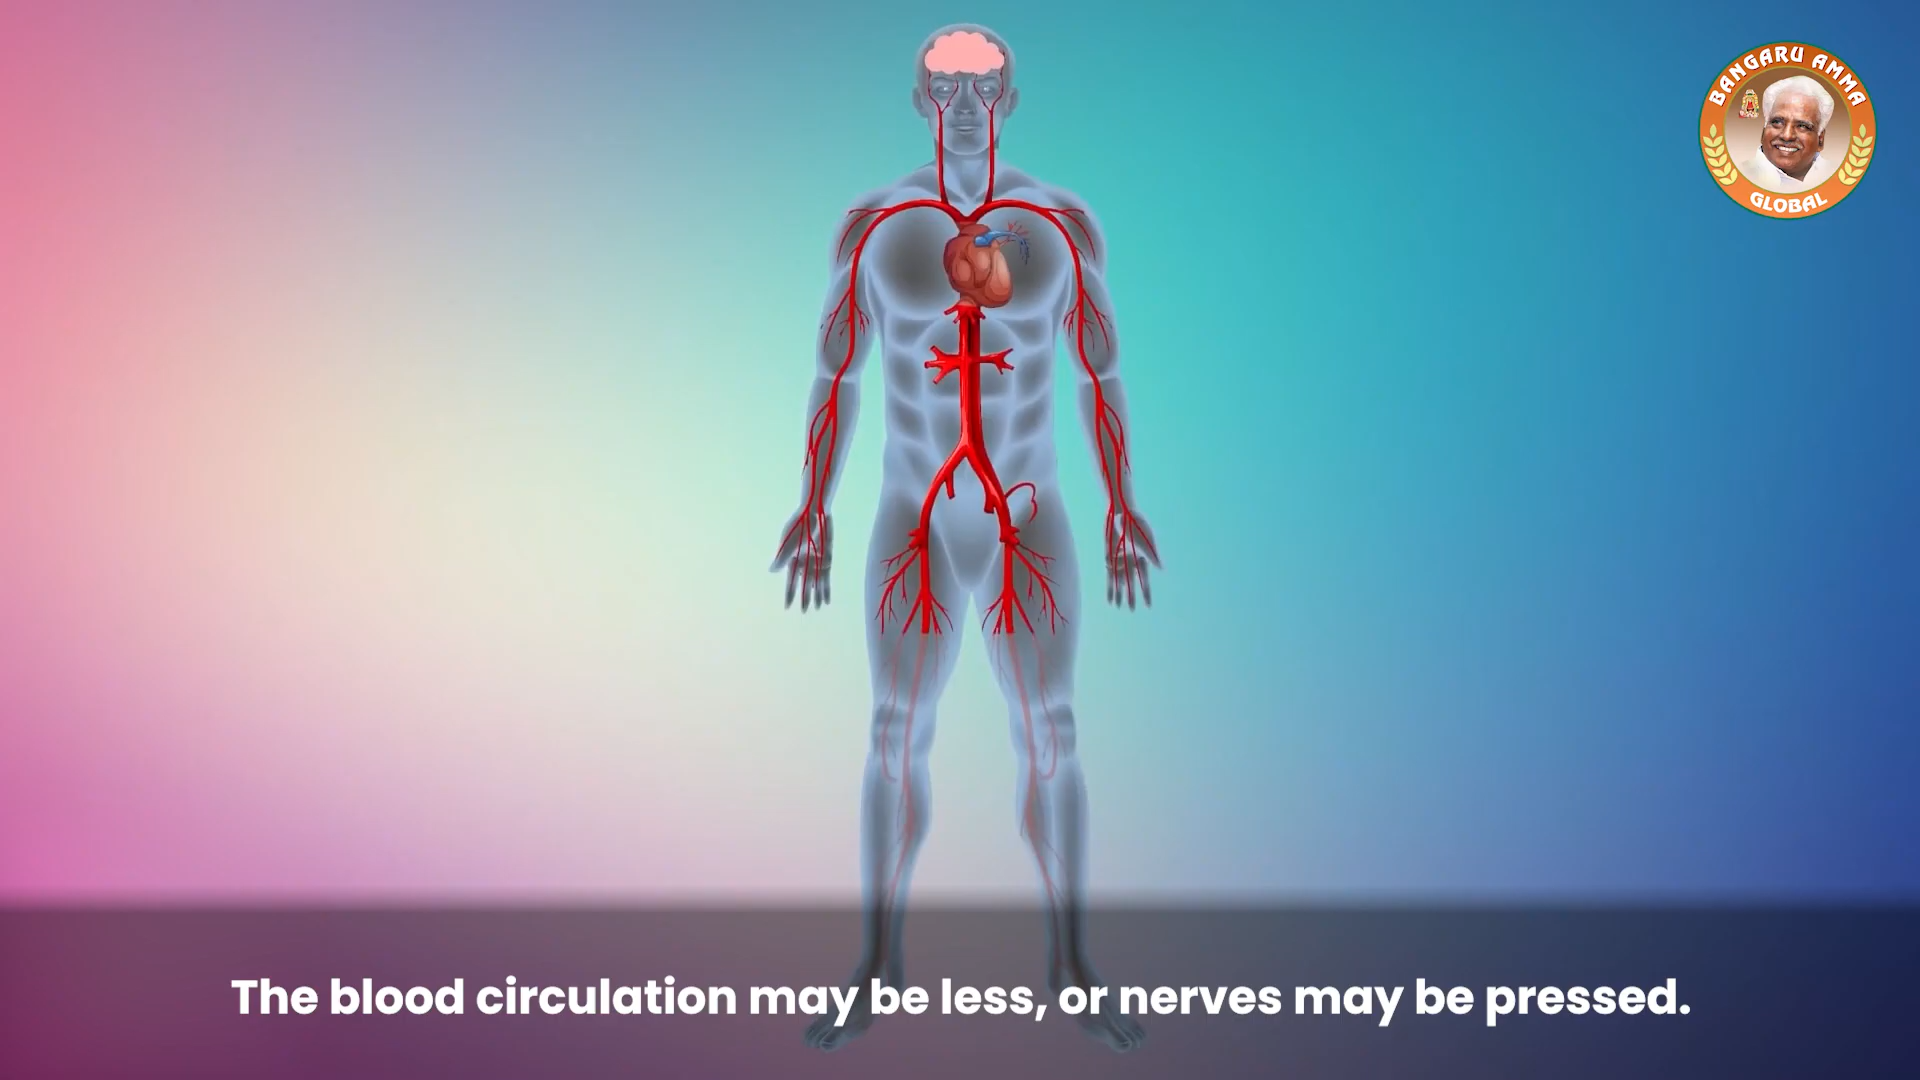 BANGARU AMMA
GLOBAL
The blood circulation may be less, or nerves may be pressed.